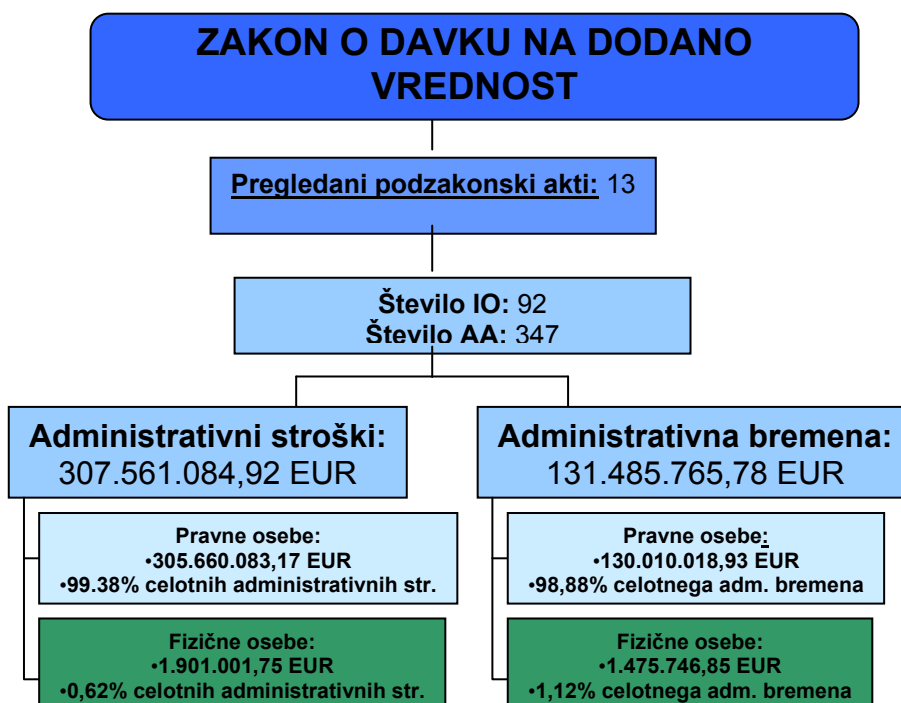 ZAKON O DAVKU NA DODANO
VREDNOST
Pregledani podzakonski akti: 13
Število IO: 92
Število AA: 347
Administrativni stroški:
307.561.084,92 EUR
Pravne osebe:
•305.660.083,17 EUR
•99.38% celotnih administrativnih str.
Fizične osebe:
•1.901.001,75 EUR
•0,62% celotnih administrativnih str.
Administrativna bremena:
131.485.765,78 EUR
Pravne osebe:
•130.010.018,93 EUR
•98,88% celotnega adm. bremena
Fizične osebe:
•1.475.746,85 EUR
•1,12% celotnega adm. bremena